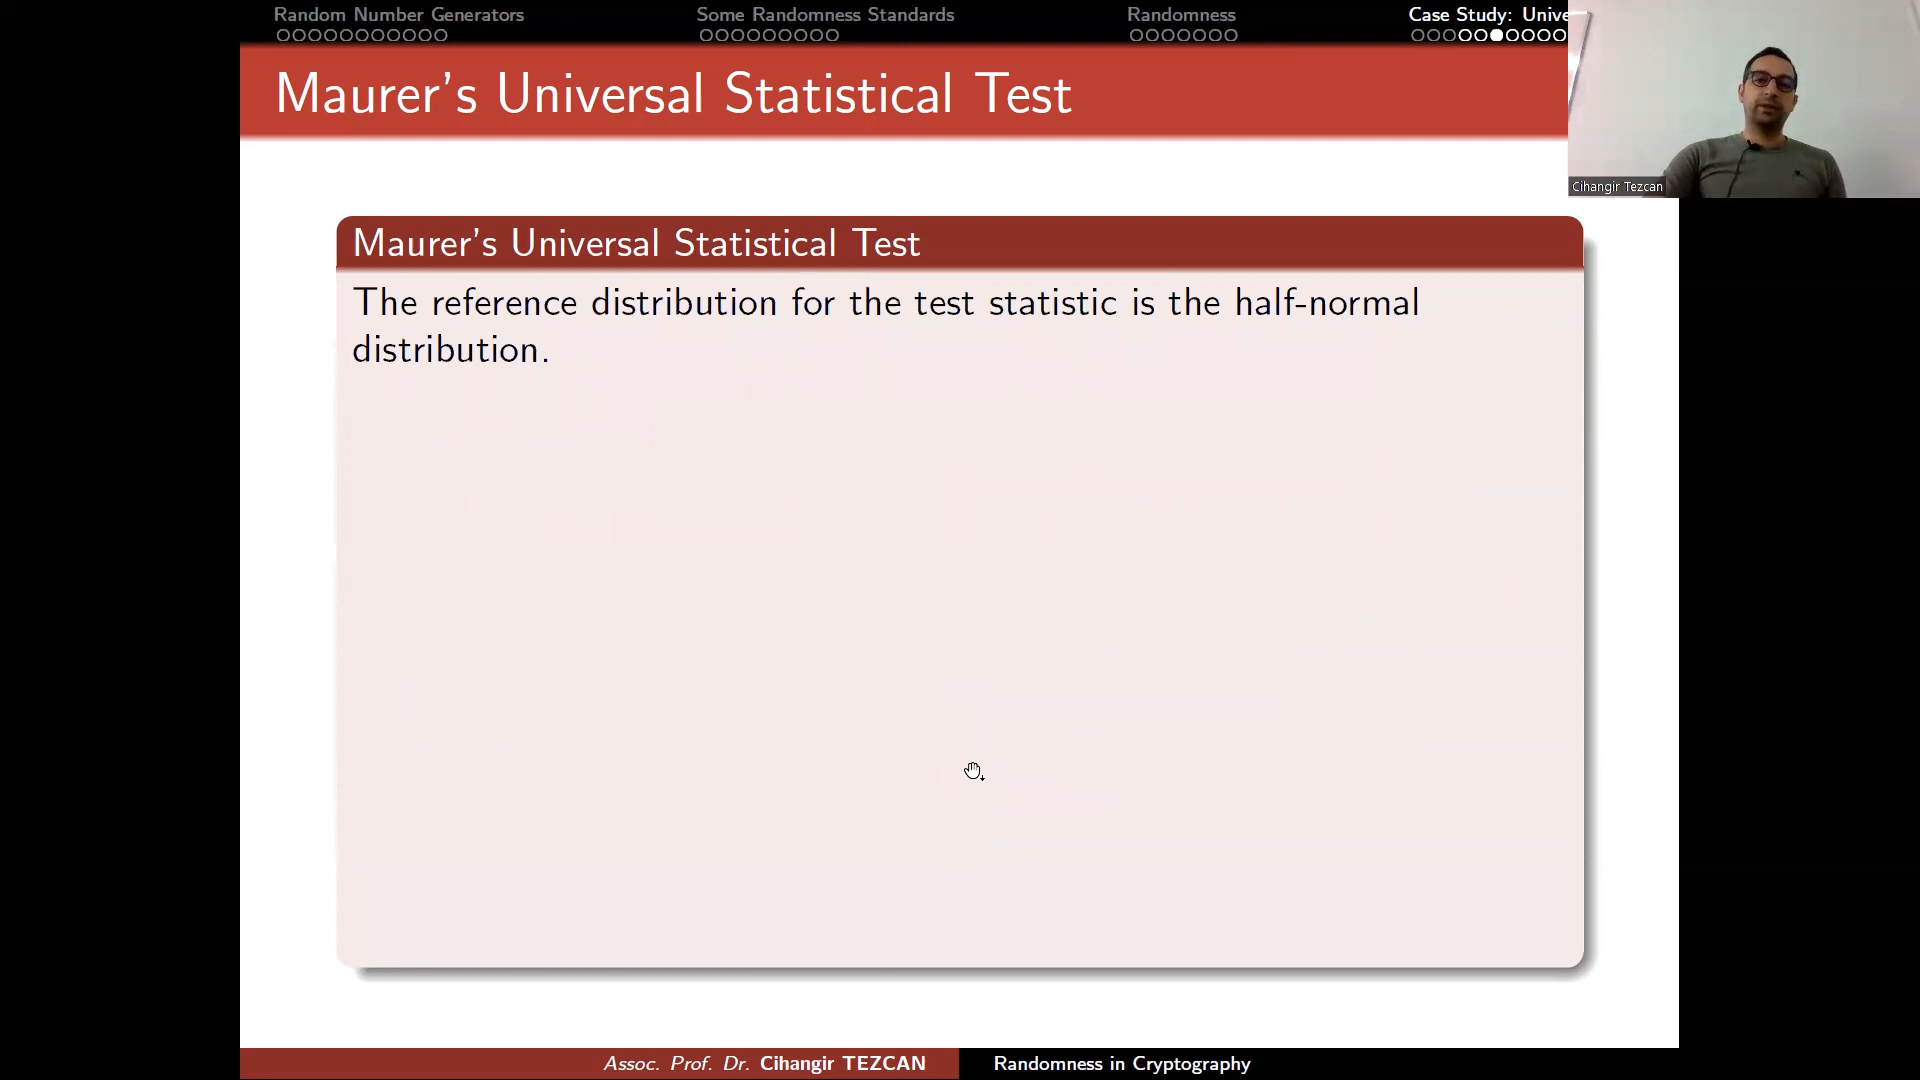 Random Number Generators
Some Randomness Standards
Randomness
Case Study: Unive
Maurer's Universal Statistical Test
Cihangir Tezcan
Maurer's Universal Statistical Test
The reference distribution for the test statistic is the half-normal
distribution.
Assoc. Prof. Dr. Cihangir TEZCAN
Randomness in Cryptography